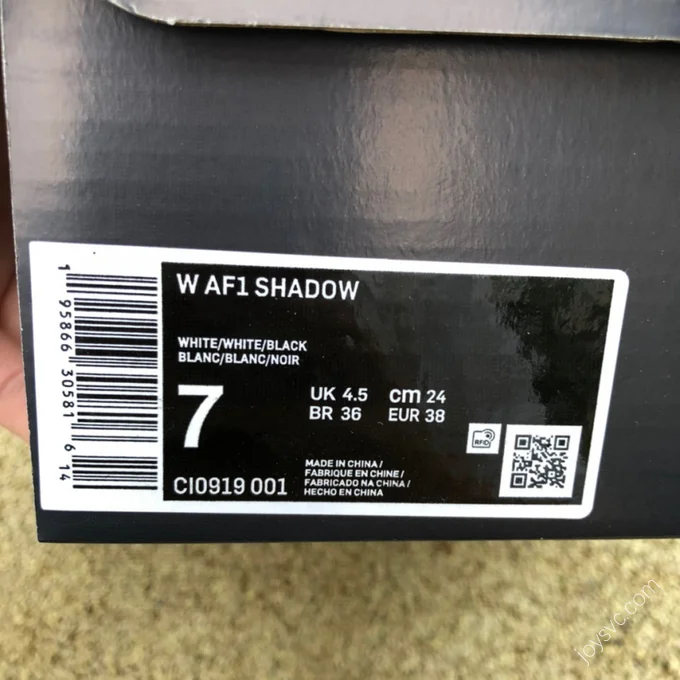 W AF1 SHADOW
WHITE/WHITE/BLACK
BLANC/BLANC/NOIR
7
UK 4.5 cm 24
BR 36 EUR 38
CI0919 001
MADE IN CHINA /
FABRIQUE EN CHINE /
FABRICADO NA CHINA /
HECHO EN CHINA
RFID
1 95866 30581 6 14
joysvc.com